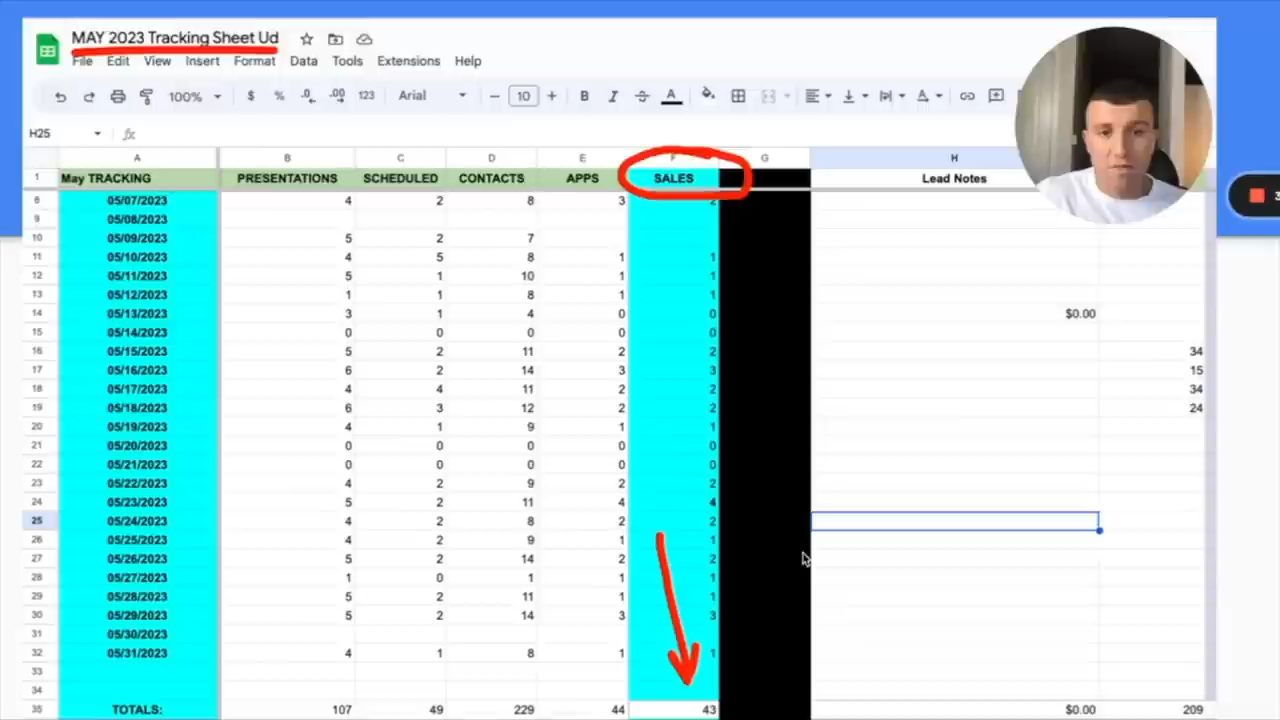 MAY 2023 Tracking Sheet Ud
File Edit View Insert Format Data Tools Extensions Help
100% $ % .0 .00 123 Arial 10 B I A
H25 fx
A B C D E F G H
1 May TRACKING PRESENTATIONS SCHEDULED CONTACTS APPS SALES Lead Notes
8 05/07/2023 4 2 8 3 2
9 05/08/2023
10 05/09/2023 5 2 7
11 05/10/2023 4 5 8 1 1
12 05/11/2023 5 1 10 1 1
13 05/12/2023 1 1 8 1 1
14 05/13/2023 3 1 4 0 0 $0.00
15 05/14/2023 0 0 0 0 0
16 05/15/2023 5 2 11 2 2 34
17 05/16/2023 6 2 14 3 3 15
18 05/17/2023 4 4 11 2 2 34
19 05/18/2023 6 3 12 2 2 24
20 05/19/2023 4 1 9 1 1
21 05/20/2023 0 0 0 0 0
22 05/21/2023 0 0 0 0 0
23 05/22/2023 4 2 9 2 2
24 05/23/2023 5 2 11 4 4
25 05/24/2023 4 2 8 2 2
26 05/25/2023 4 2 9 1 1
27 05/26/2023 5 2 14 2 2
28 05/27/2023 1 0 1 1 1
29 05/28/2023 5 2 11 1 1
30 05/29/2023 5 2 14 3 3
31 05/30/2023
32 05/31/2023 4 1 8 1 1
33
34
35 TOTALS: 107 49 229 44 43 $0.00 209